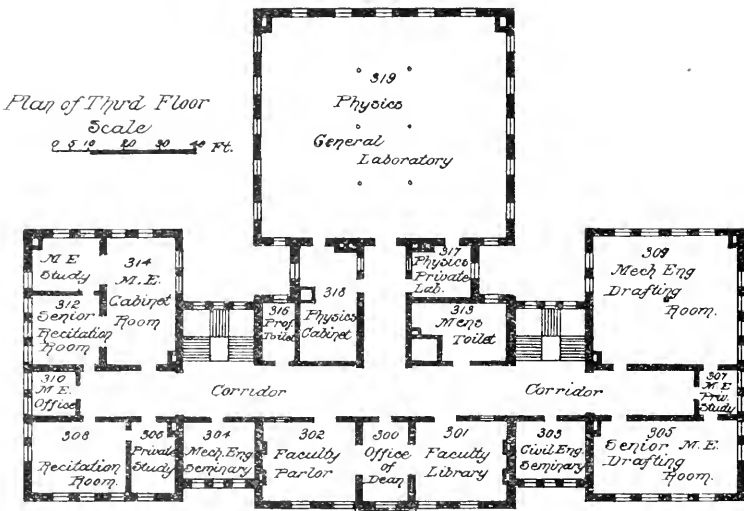 Plan of Third Floor
Scale
0 5 10 20 30 40 Ft.
319
Physics
General
Laboratory
M E
Study
314
M. E.
Cabinet
Room
312
Senior
Recitation
Room
310
M. E.
Office
316
Prof.
Toilet
318
Physics
Cabinet
317
Physics
Private
Lab.
313
Mens
Toilet
309
Mech Eng
Drafting
Room.
307
M E
Priv.
Study
Corridor
Corridor
308
Recitation
Room.
306
Private
Study
304
Mech. Eng
Seminary
302
Faculty
Parlor
300
Office
of
Dean
301
Faculty
Library
303
Civil Eng.
Seminary
305
Senior M. E.
Drafting
Room.